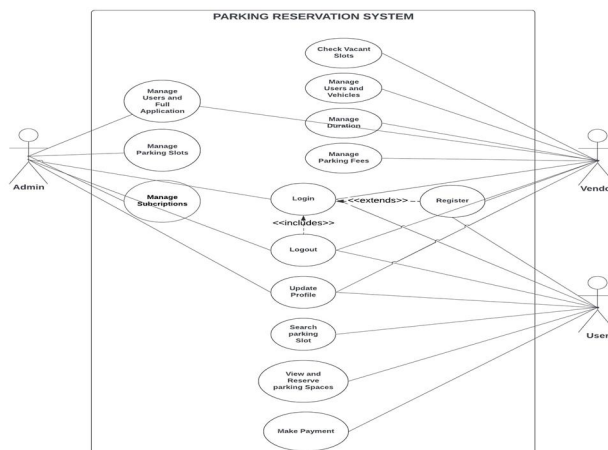 PARKING RESERVATION SYSTEM
Check Vacant
Slots
Manage
Users and
Full
Application
Manage
Users and
Vehicles
Manage
Duration
Manage
Parking Slots
Manage
Parking Fees
Admin
Vendo
Manage
Subcriptions
Login
<<extends>>
Register
<<includes>>
Logout
Update
Profile
Search
parking
Slot
User
View and
Reserve
parking Spaces
Make Payment